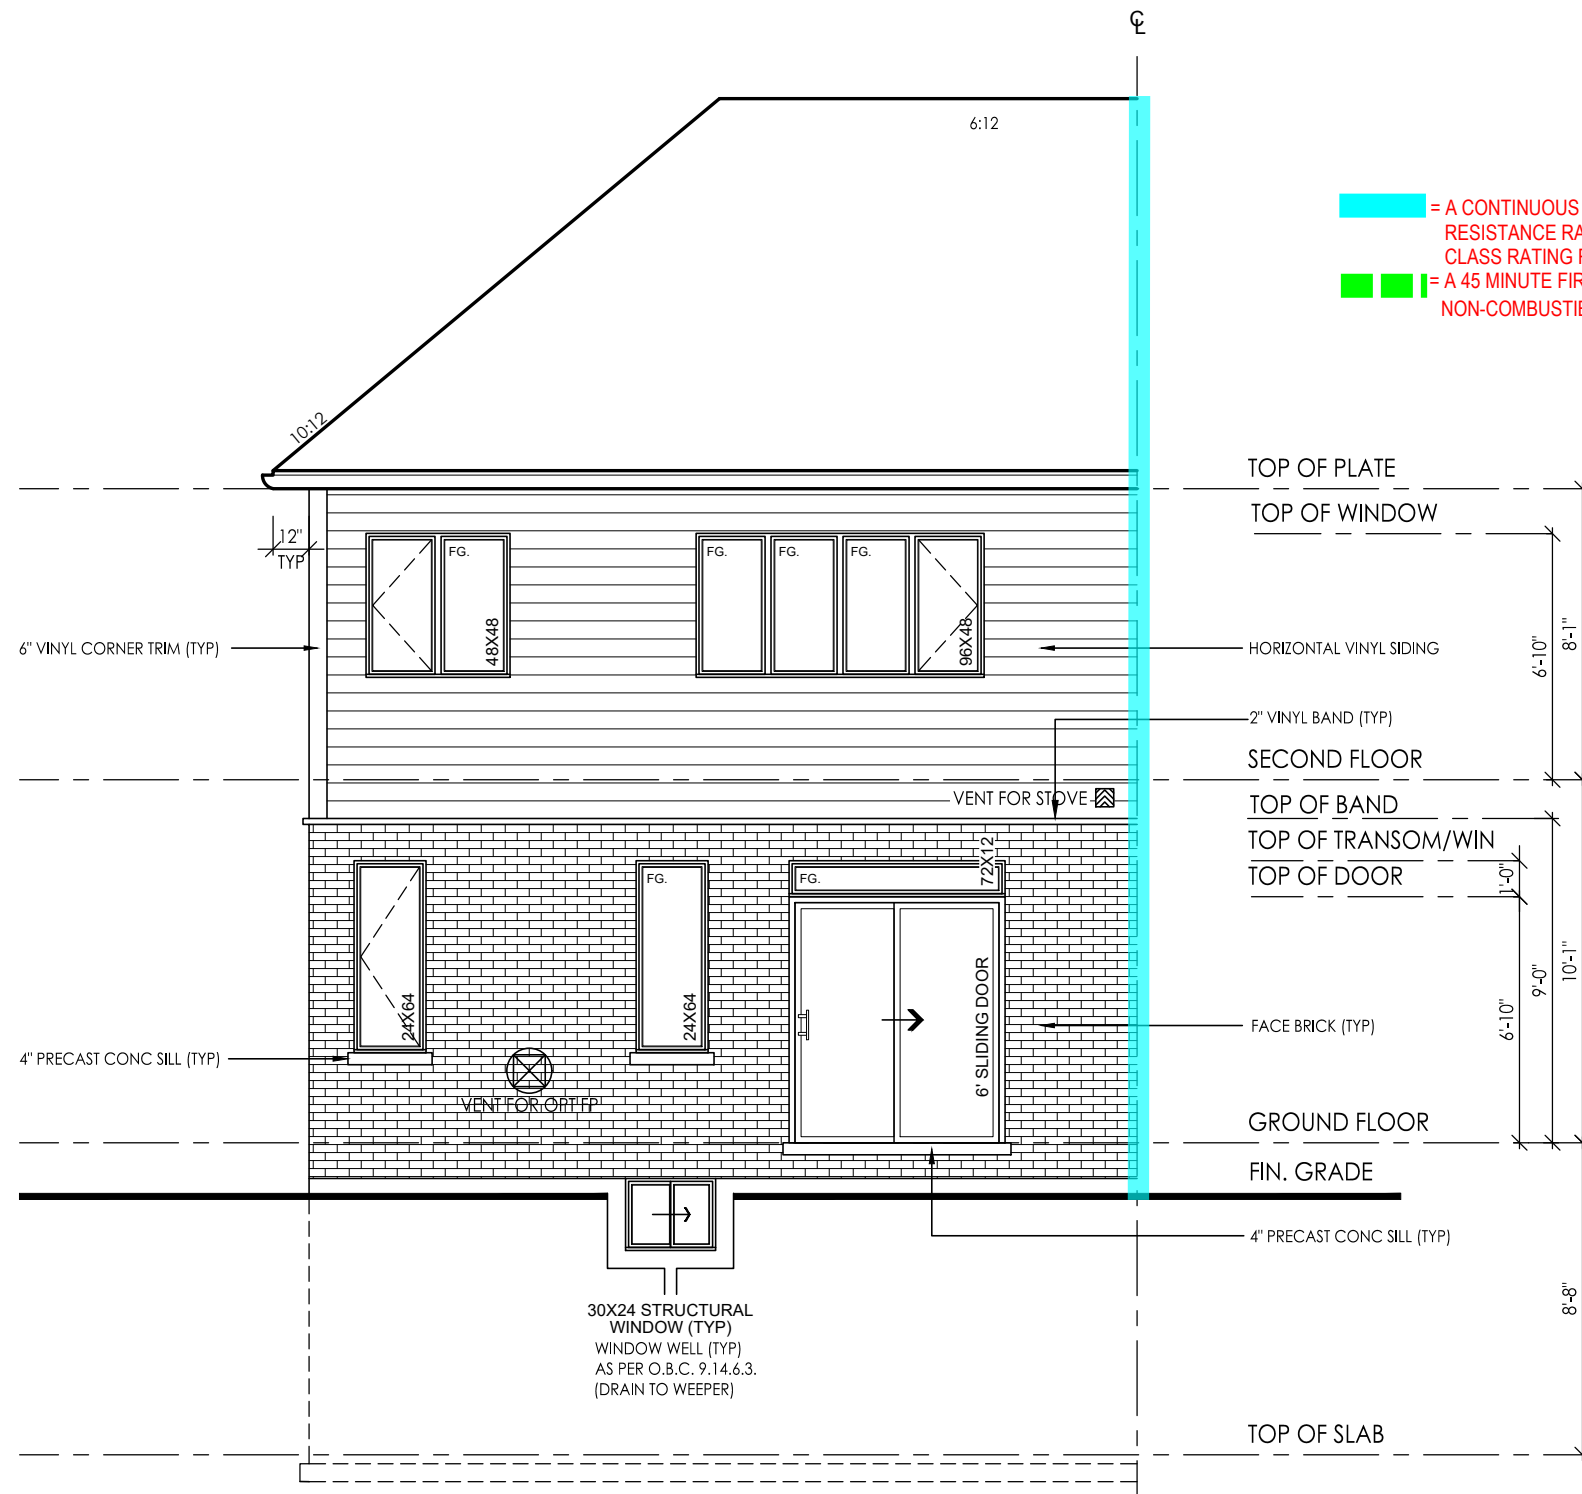 ℄
6:12
= A CONTINUOUS
RESISTANCE
CLASS RATING
= A 45 MINUTE
10:12
TOP OF PLATE
TOP OF WINDOW
12"
TYP
FG.
FG.
FG.
FG.
48X48
96X48
6" VINYL CORNER TRIM (TYP)
HORIZONTAL VINYL SIDING
6'-10"
8'-1"
2" VINYL BAND (TYP)
SECOND FLOOR
VENT FOR STOVE
TOP OF BAND
TOP OF TRANSOM/WIN
TOP OF DOOR
72X12
FG.
FG.
1'-0"
24X64
24X64
6' SLIDING DOOR
6'-10"
9'-0"
10'-1"
FACE BRICK (TYP)
4" PRECAST CONC SILL (TYP)
VENT FOR OPT FP
GROUND FLOOR
FIN. GRADE
4" PRECAST CONC SILL (TYP)
30X24 STRUCTURAL
WINDOW (TYP)
WINDOW WELL (TYP)
AS PER O.B.C. 9.14.6.3.
(DRAIN TO WEEPER)
8'-8"
TOP OF SLAB